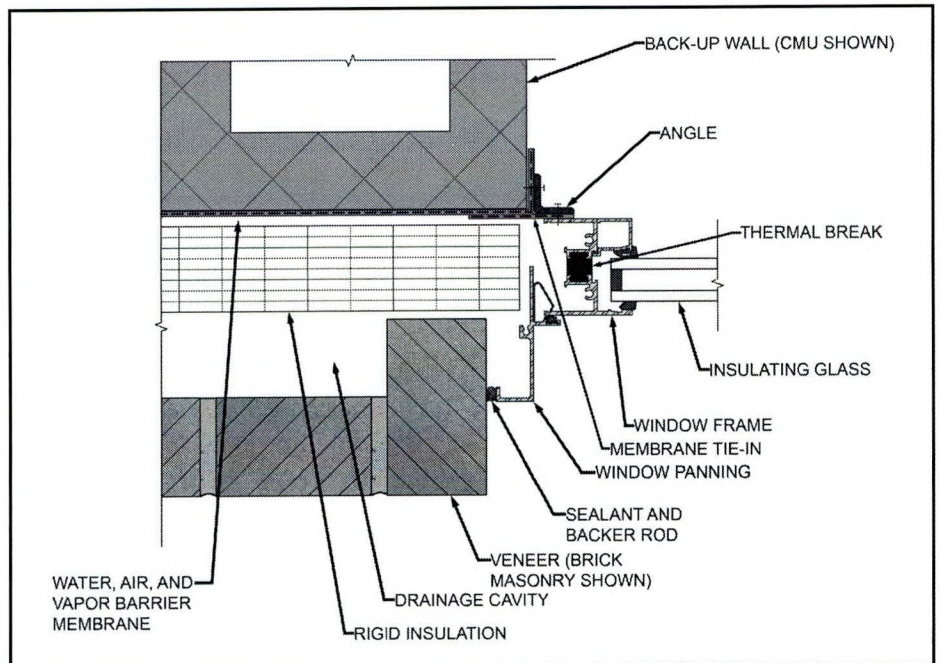 BACK-UP WALL (CMU SHOWN)
ANGLE
THERMAL BREAK
INSULATING GLASS
WINDOW FRAME
MEMBRANE TIE-IN
WINDOW PANNING
SEALANT AND
BACKER ROD
VENEER (BRICK
MASONRY SHOWN)
WATER, AIR, AND
VAPOR BARRIER
MEMBRANE
DRAINAGE CAVITY
RIGID INSULATION